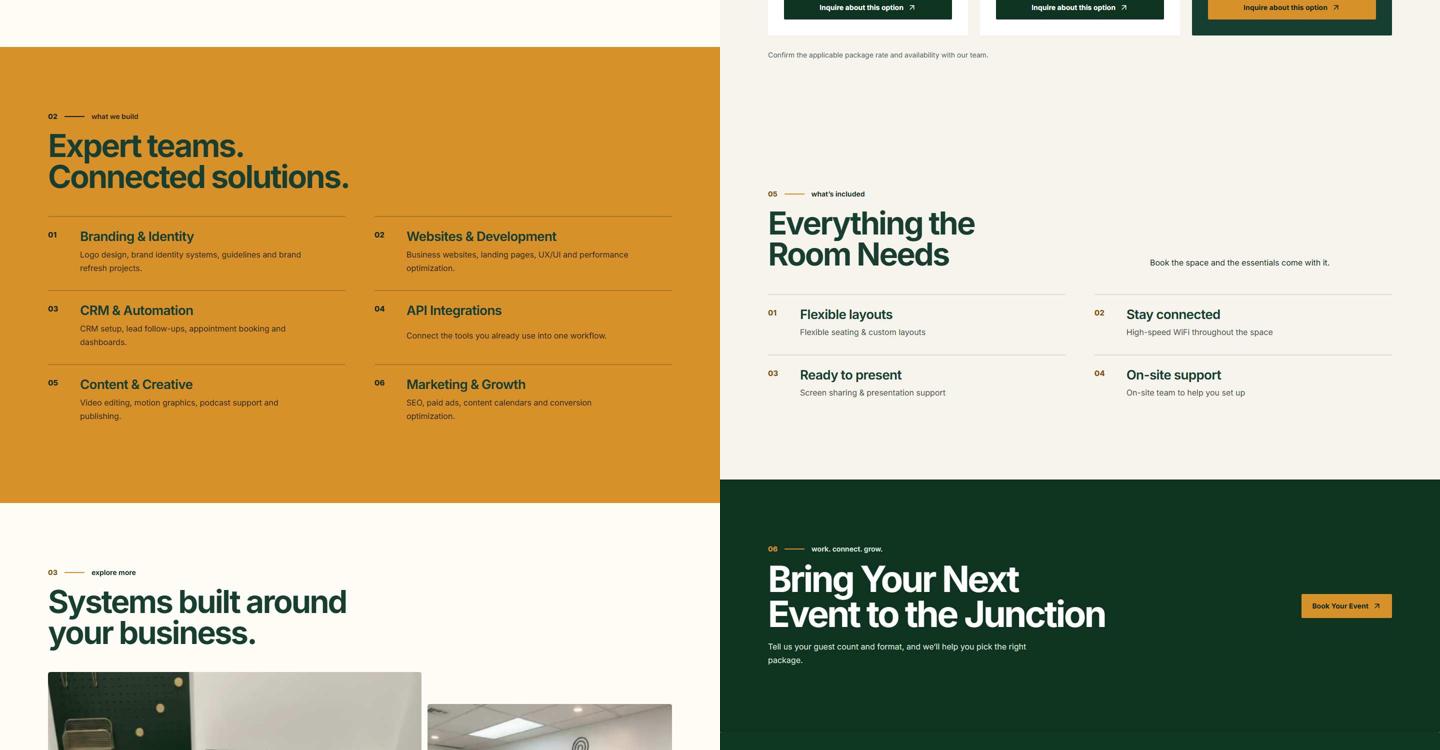 02 what we build
Expert teams.
Connected solutions.
01 Branding & Identity
Logo design, brand identity systems, guidelines and brand
refresh projects.
02 Websites & Development
Business websites, landing pages, UX/UI and performance
optimization.
03 CRM & Automation
CRM setup, lead follow-ups, appointment booking and
dashboards.
04 API Integrations
Connect the tools you already use into one workflow.
05 Content & Creative
Video editing, motion graphics, podcast support and
publishing.
06 Marketing & Growth
SEO, paid ads, content calendars and conversion
optimization.
03 explore more
Systems built around
your business.
Inquire about this option
Inquire about this option
Inquire about this option
Confirm the applicable package rate and availability with our team.
05 what's included
Everything the
Room Needs
Book the space and the essentials come with it.
01 Flexible layouts
Flexible seating & custom layouts
02 Stay connected
High-speed WiFi throughout the space
03 Ready to present
Screen sharing & presentation support
04 On-site support
On-site team to help you set up
06 work. connect. grow.
Bring Your Next
Event to the Junction
Tell us your guest count and format, and we'll help you pick the right
package.
Book Your Event